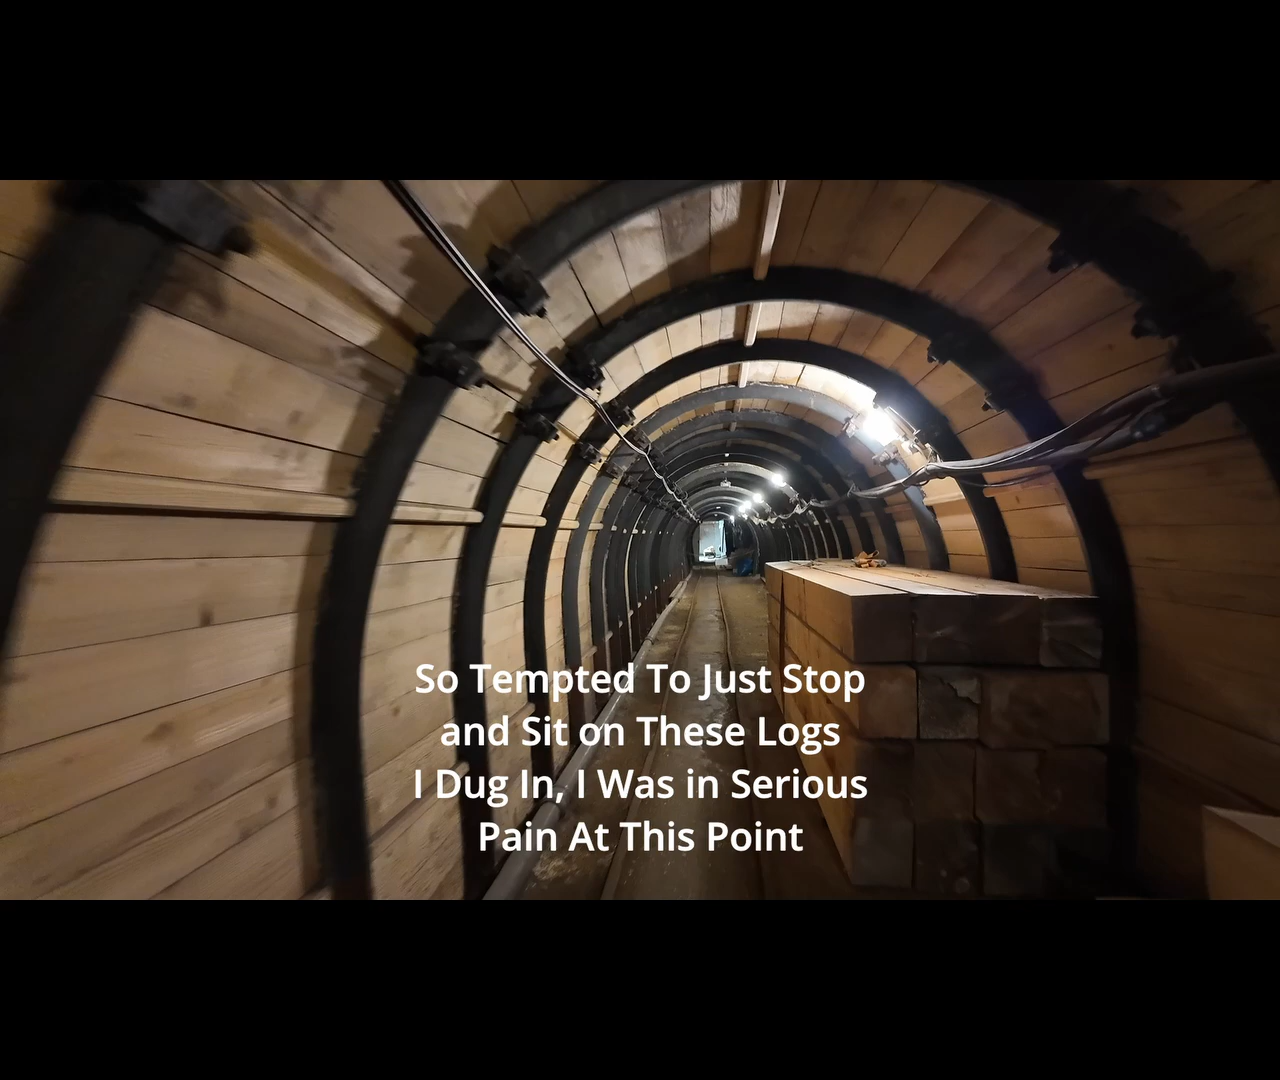 So Tempted To Just Stop
and Sit on These Logs
I Dug In, I Was in Serious
Pain At This Point